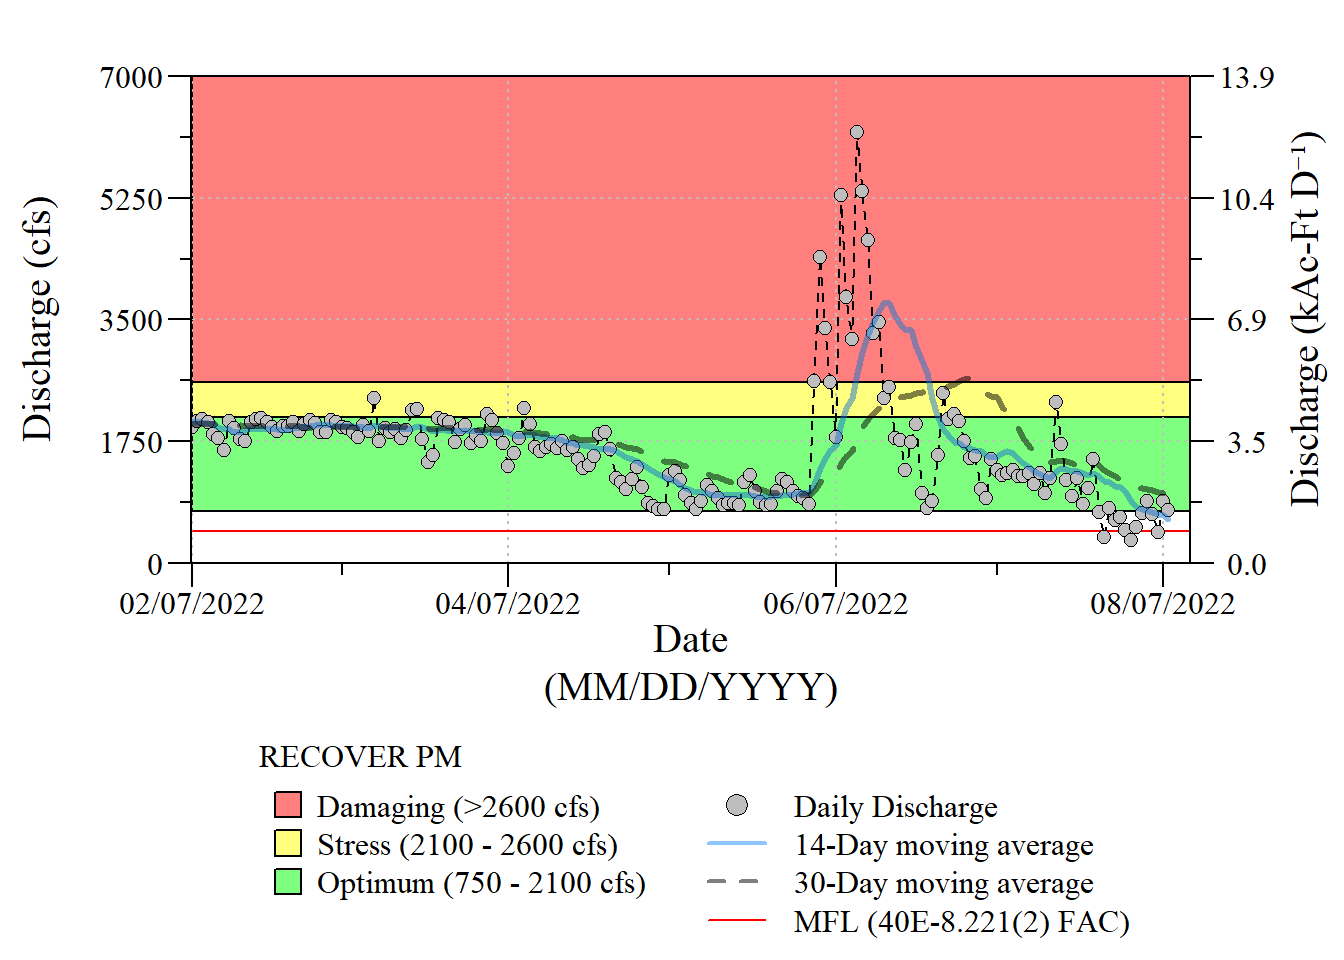 7000
5250
3500
1750
0
Discharge (cfs)
13.9
10.4
6.9
3.5
0.0
Discharge (kAc-Ft D⁻¹)
02/07/2022
04/07/2022
06/07/2022
08/07/2022
Date
(MM/DD/YYYY)
RECOVER PM
Damaging (>2600 cfs)
Stress (2100 - 2600 cfs)
Optimum (750 - 2100 cfs)
Daily Discharge
14-Day moving average
30-Day moving average
MFL (40E-8.221(2) FAC)